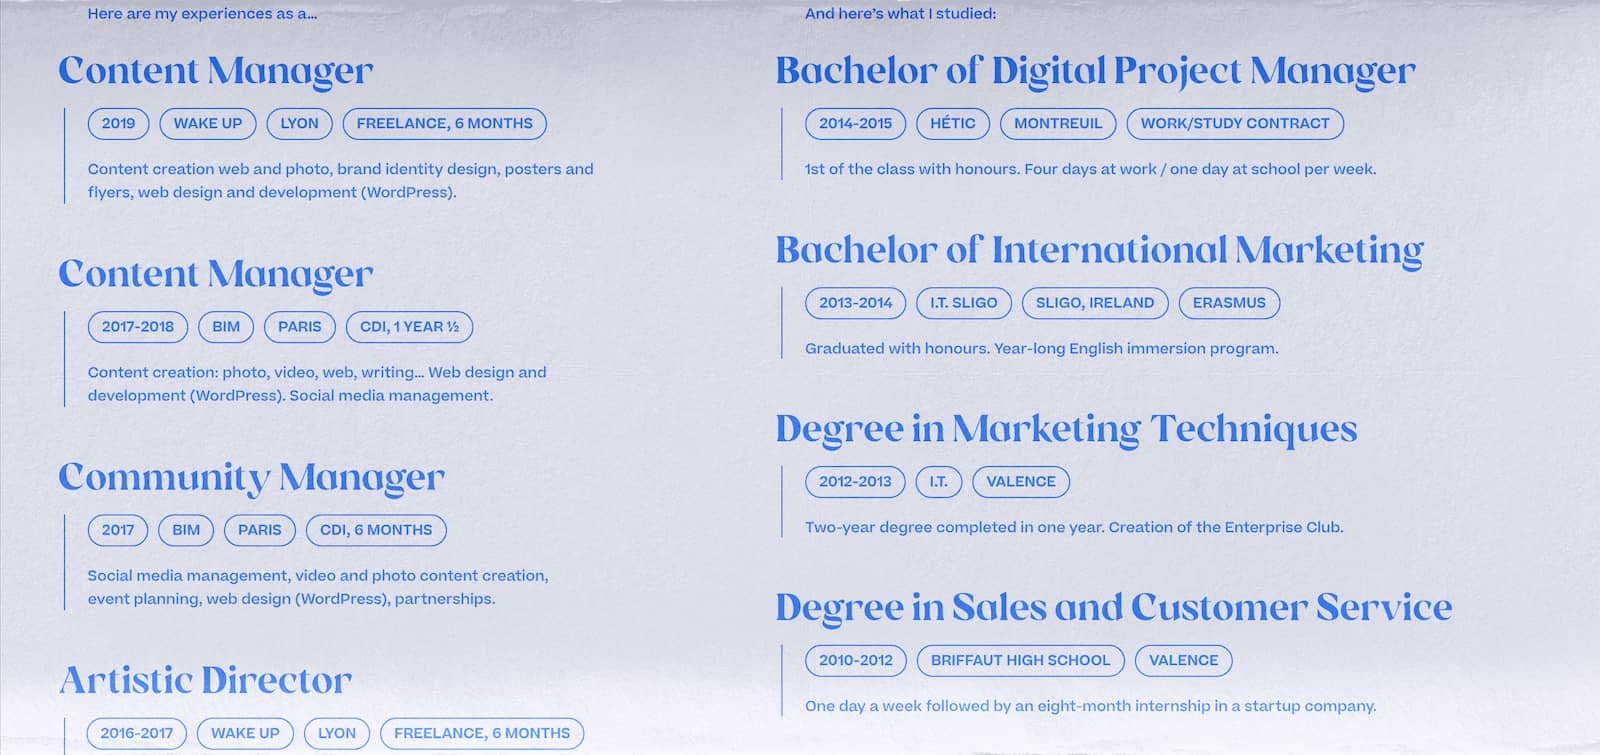 Here are my experiences as a...
Content Manager
2019 WAKE UP LYON FREELANCE, 6 MONTHS
Content creation web and photo, brand identity design, posters and
flyers, web design and development (WordPress).
Content Manager
2017-2018 BIM PARIS CDI, 1 YEAR ½
Content creation: photo, video, web, writing... Web design and
development (WordPress). Social media management.
Community Manager
2017 BIM PARIS CDI, 6 MONTHS
Social media management, video and photo content creation,
event planning, web design (WordPress), partnerships.
Artistic Director
2016-2017 WAKE UP LYON FREELANCE, 6 MONTHS
And here's what I studied:
Bachelor of Digital Project Manager
2014-2015 HÉTIC MONTREUIL WORK/STUDY CONTRACT
1st of the class with honours. Four days at work / one day at school per week.
Bachelor of International Marketing
2013-2014 I.T. SLIGO SLIGO, IRELAND ERASMUS
Graduated with honours. Year-long English immersion program.
Degree in Marketing Techniques
2012-2013 I.T. VALENCE
Two-year degree completed in one year. Creation of the Enterprise Club.
Degree in Sales and Customer Service
2010-2012 BRIFFAUT HIGH SCHOOL VALENCE
One day a week followed by an eight-month internship in a startup company.